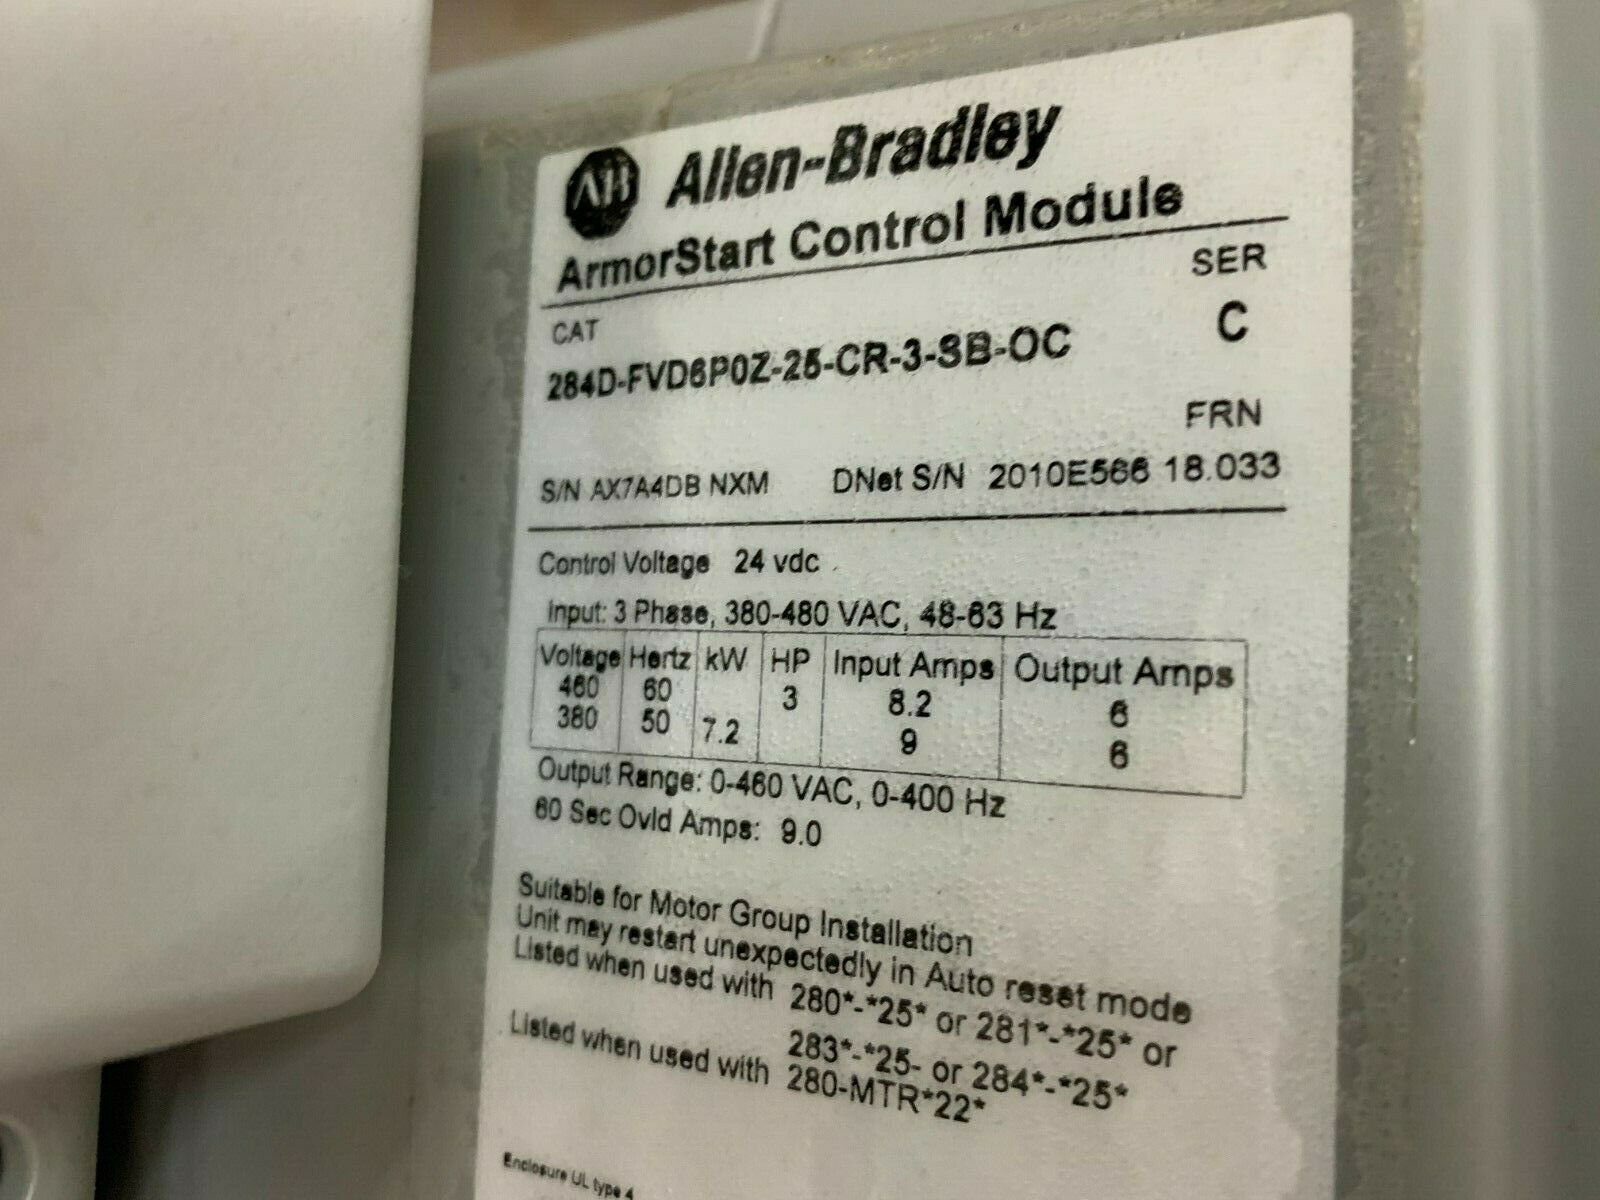 AB Allen-Bradley
ArmorStart Control Module
CAT SER
284D-FVD6P0Z-25-CR-3-SB-OC C
FRN
S/N AX7A4DB NXM DNet S/N 2010E566 18.033
Control Voltage 24 vdc
Input: 3 Phase, 380-480 VAC, 48-63 Hz
Voltage Hertz kW HP Input Amps Output Amps
460 60 3 8.2 6
380 50 7.2 9 6
Output Range: 0-460 VAC, 0-400 Hz
60 Sec Ovld Amps: 9.0
Suitable for Motor Group Installation
Unit may restart unexpectedly in Auto reset mode
Listed when used with 280*-*25* or 281*-*25* or
283*-*25- or 284*-*25*
Listed when used with 280-MTR*22*
Enclosure UL type 4